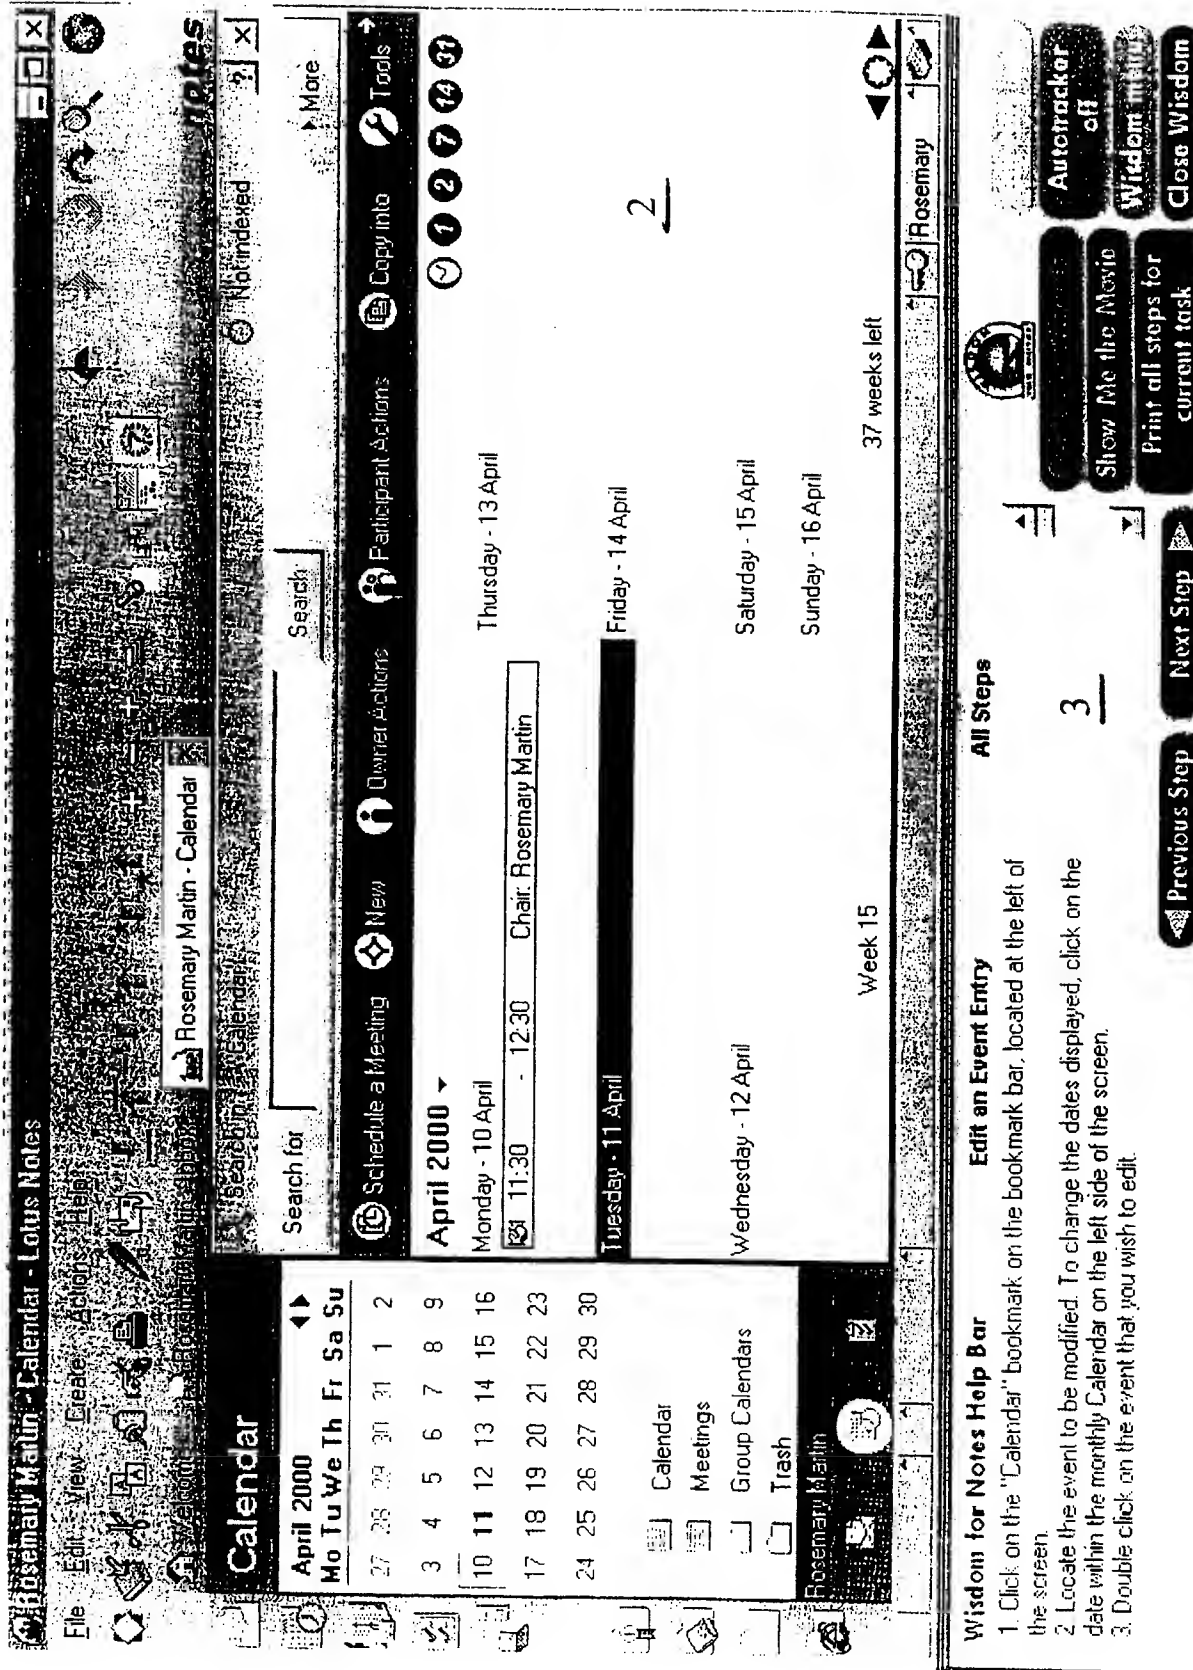 Rosemary Martin - Calendar - Lotus Notes
File Edit View Create Actions Help
Welcome
Rosemary Martin - Calendar
notes
Search in 'Calendar'
Not indexed
?
Search for
Search
More
Calendar
April 2000
Mo Tu We Th Fr Sa Su
27 28 29 30 31 1 2
3 4 5 6 7 8 9
10 11 12 13 14 15 16
17 18 19 20 21 22 23
24 25 26 27 28 29 30
Calendar
Meetings
Group Calendars
Trash
Rosemary Martin
Schedule a Meeting
New
Owner Actions
Participant Actions
Copy into
Tools
April 2000
1 2 7 14 31
Monday - 10 April
11:30 - 12:30 Chair: Rosemary Martin
Tuesday - 11 April
Wednesday - 12 April
Thursday - 13 April
Friday - 14 April
Saturday - 15 April
Sunday - 16 April
2
Week 15
37 weeks left
Rosemary
Wisdom for Notes Help Bar
Edit an Event Entry
All Steps
1. Click on the "Calendar" bookmark on the bookmark bar, located at the left of
the screen.
2. Locate the event to be modified. To change the dates displayed, click on the
date within the monthly Calendar on the left side of the screen.
3. Double click on the event that you wish to edit.
3
Previous Step
Next Step
Show Me the Movie
Print all steps for
current task
Autotracker
off
Wisdom menu
Close Wisdom